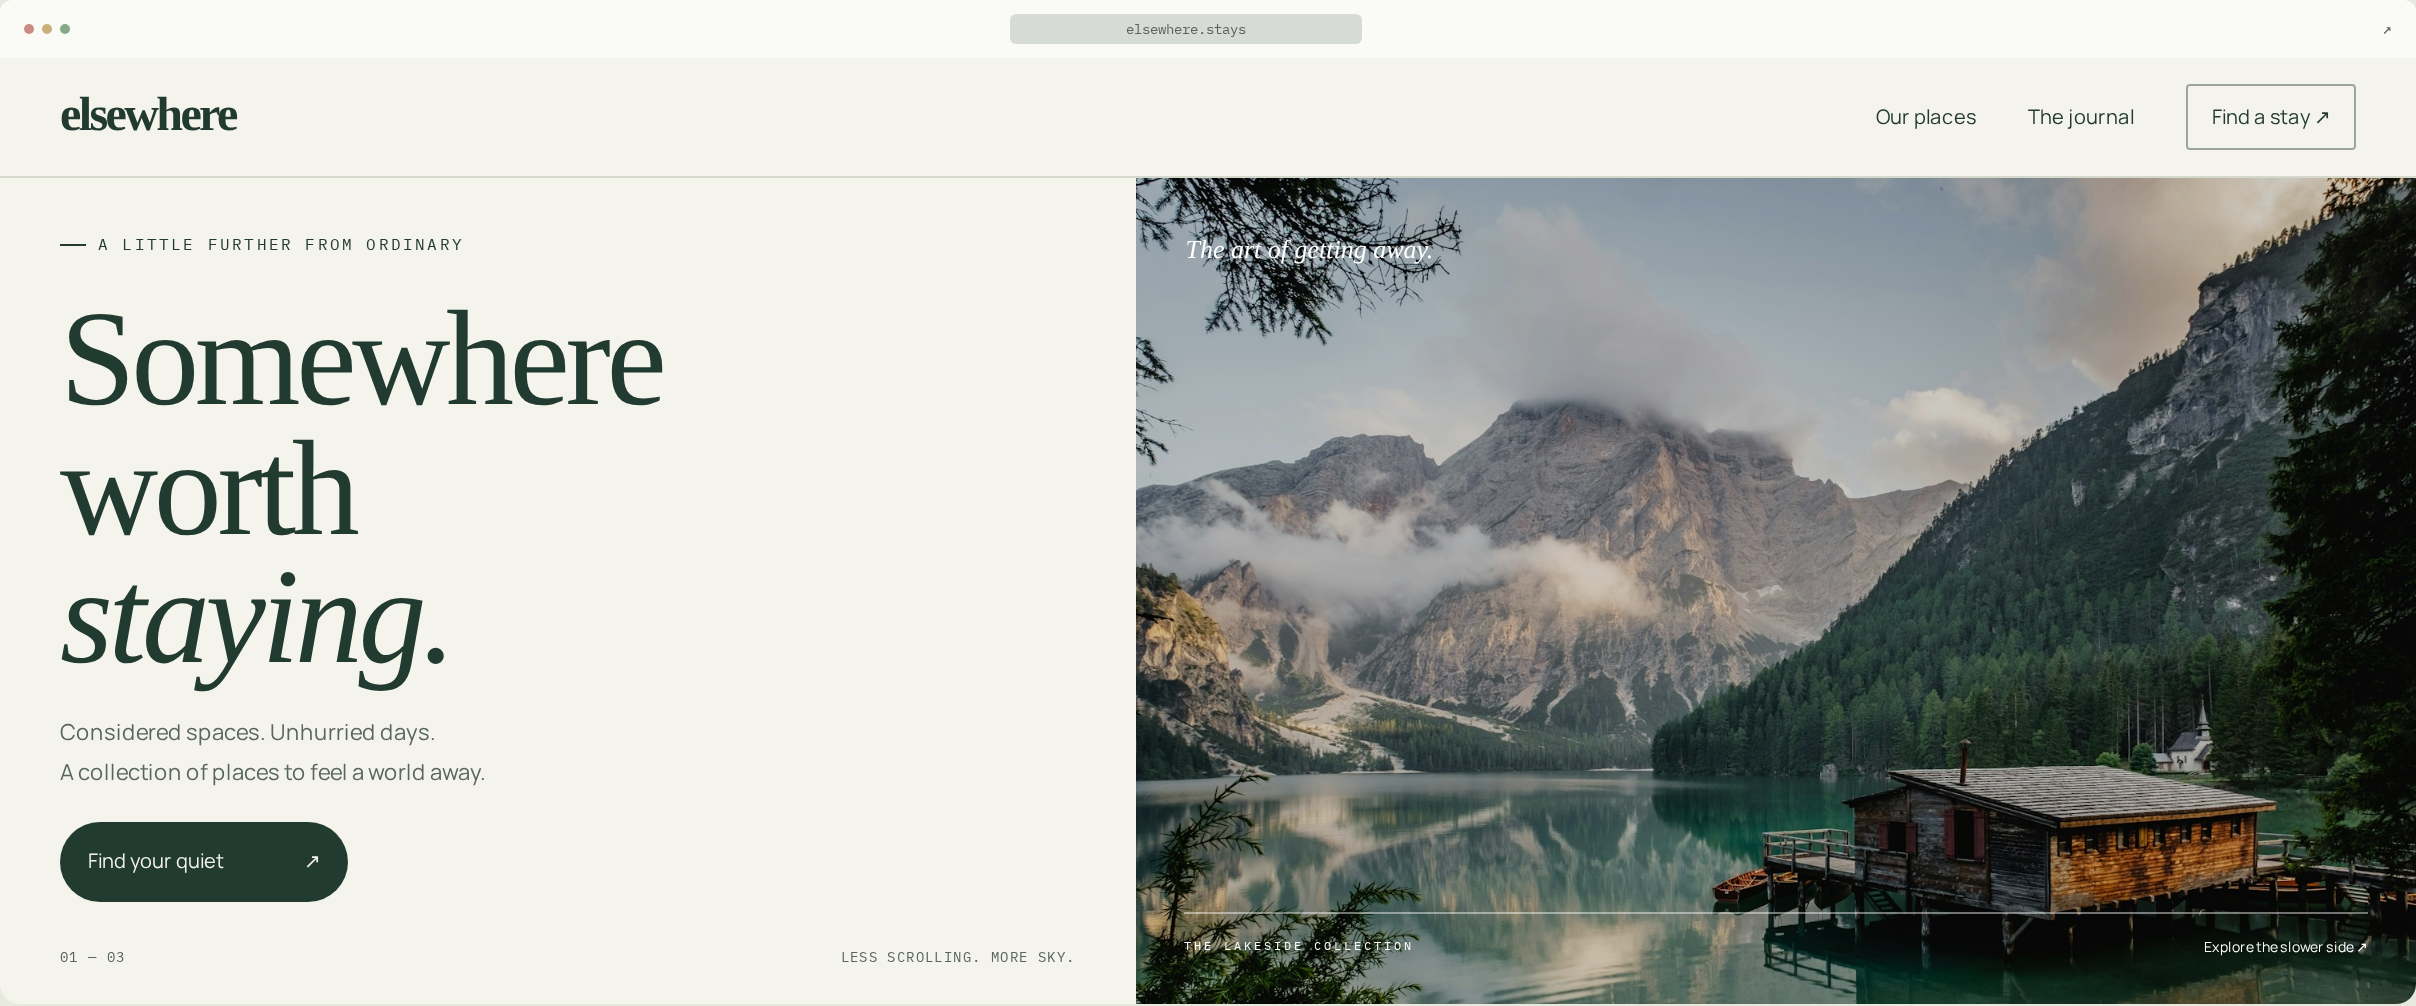 elsewhere.stays ↗
elsewhere
Our places
The journal
Find a stay ↗
A LITTLE FURTHER FROM ORDINARY
Somewhere
worth
staying.
Considered spaces. Unhurried days.
A collection of places to feel a world away.
Find your quiet ↗
01 — 03
LESS SCROLLING. MORE SKY.
The art of getting away.
THE LAKESIDE COLLECTION
Explore the slower side ↗